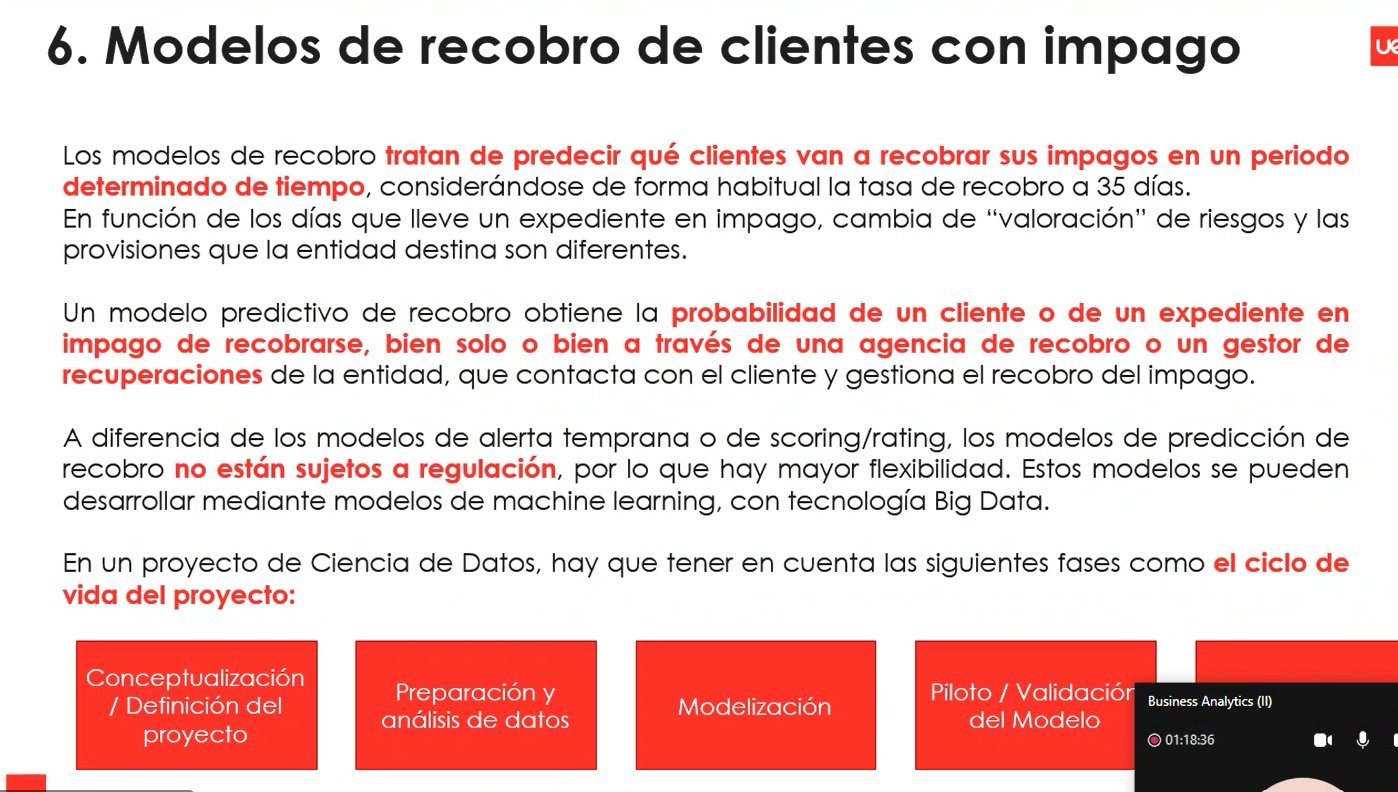 6. Modelos de recobro de clientes con impago
Los modelos de recobro tratan de predecir qué clientes van a recobrar sus impagos en un periodo
determinado de tiempo, considerándose de forma habitual la tasa de recobro a 35 días.
En función de los días que lleve un expediente en impago, cambia de “valoración” de riesgos y las
provisiones que la entidad destina son diferentes.
Un modelo predictivo de recobro obtiene la probabilidad de un cliente o de un expediente en
impago de recobrarse, bien solo o bien a través de una agencia de recobro o un gestor de
recuperaciones de la entidad, que contacta con el cliente y gestiona el recobro del impago.
A diferencia de los modelos de alerta temprana o de scoring/rating, los modelos de predicción de
recobro no están sujetos a regulación, por lo que hay mayor flexibilidad. Estos modelos se pueden
desarrollar mediante modelos de machine learning, con tecnología Big Data.
En un proyecto de Ciencia de Datos, hay que tener en cuenta las siguientes fases como el ciclo de
vida del proyecto:
Conceptualización
/ Definición del
proyecto
Preparación y
análisis de datos
Modelización
Piloto / Validación
del Modelo
Business Analytics (II)
01:18:36